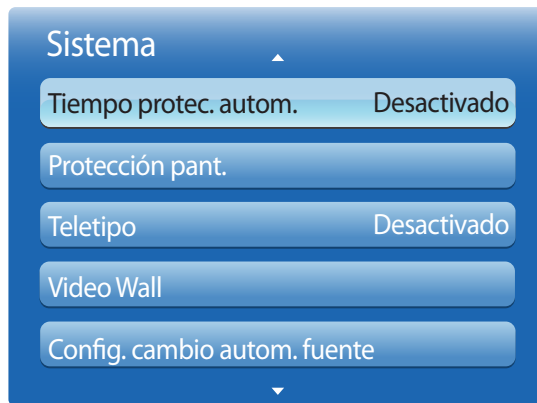 Sistema
Tiempo protec. autom. Desactivado
Protección pant.
Teletipo Desactivado
Video Wall
Config. cambio autom. fuente